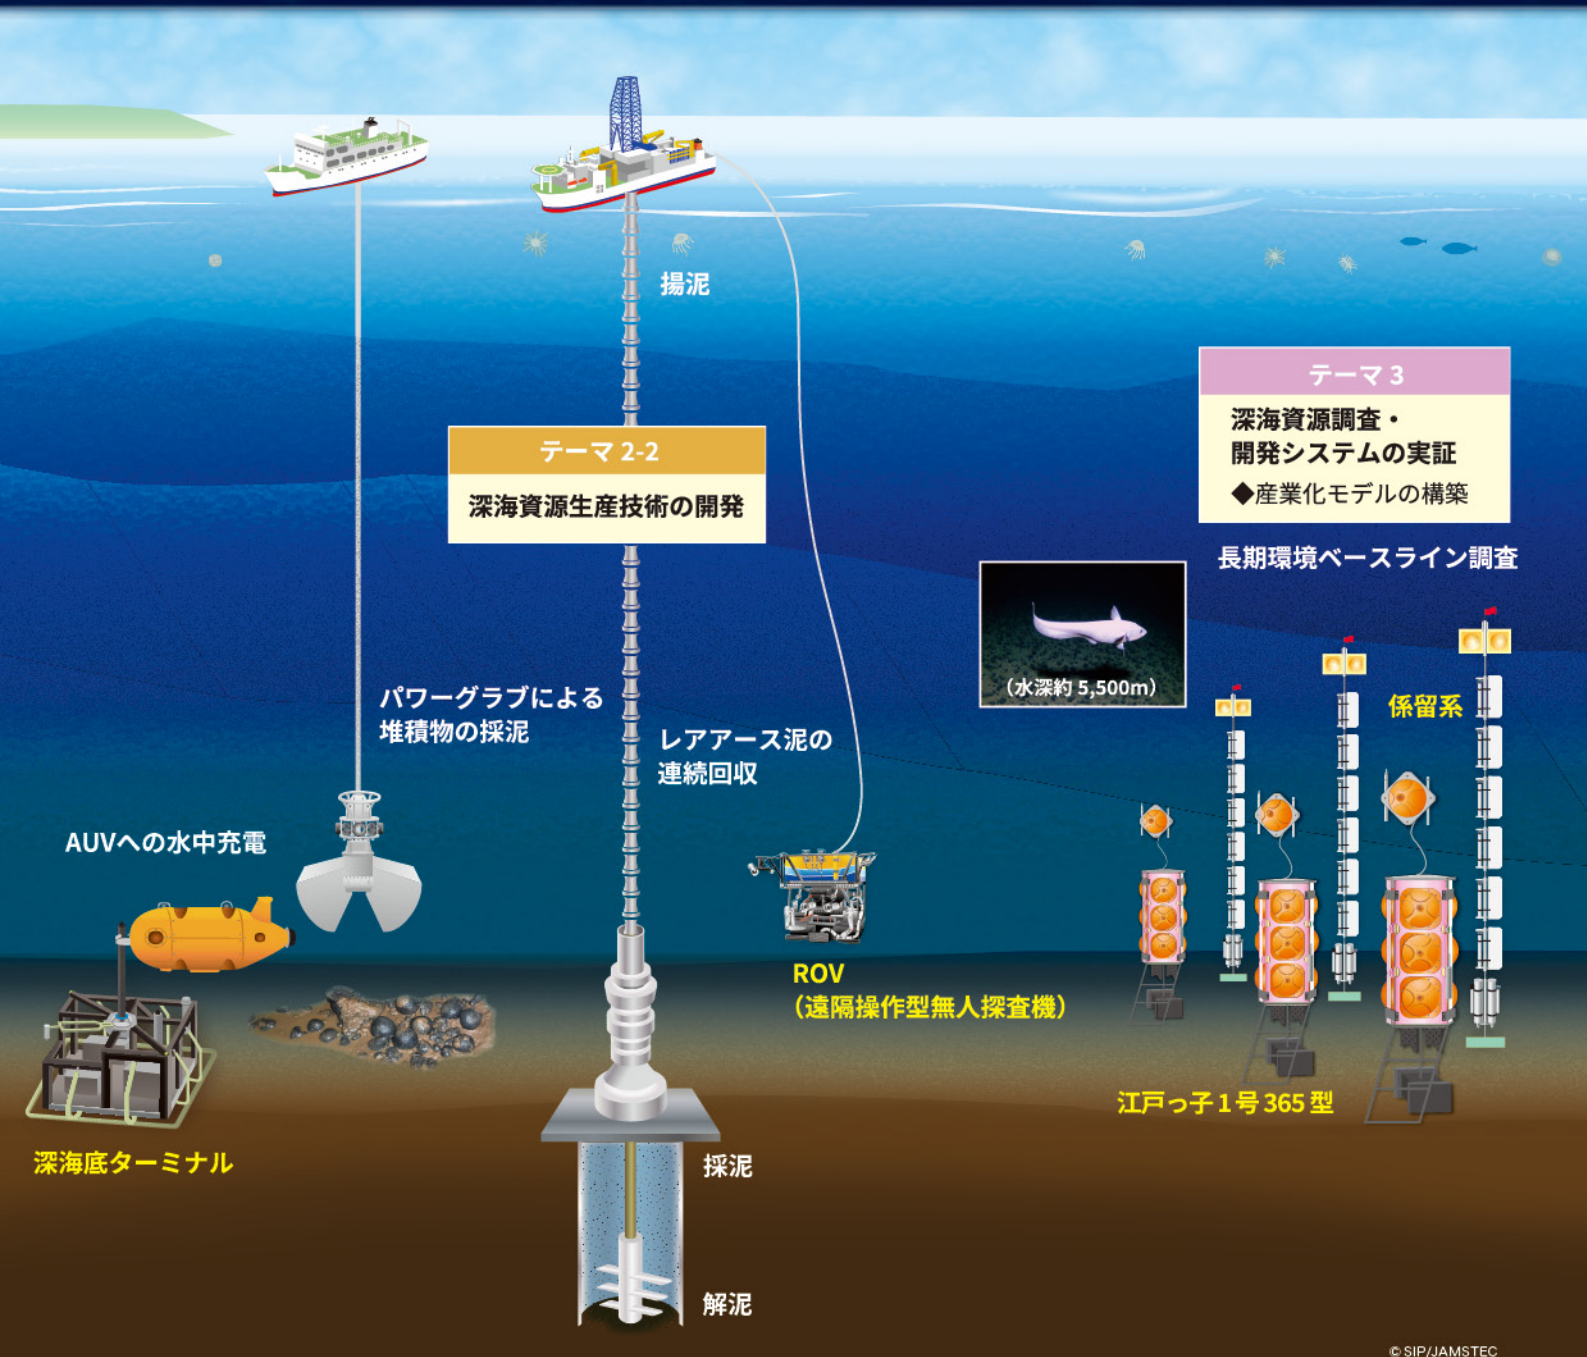 揚泥
テーマ 2-2
深海資源生産技術の開発
テーマ 3
深海資源調査・
開発システムの実証
◆産業化モデルの構築
長期環境ベースライン調査
(水深約 5,500m)
係留系
パワーグラブによる
堆積物の採泥
レアアース泥の
連続回収
AUVへの水中充電
ROV
(遠隔操作型無人探査機)
江戸っ子1号365型
深海底ターミナル
採泥
解泥
© SIP/JAMSTEC